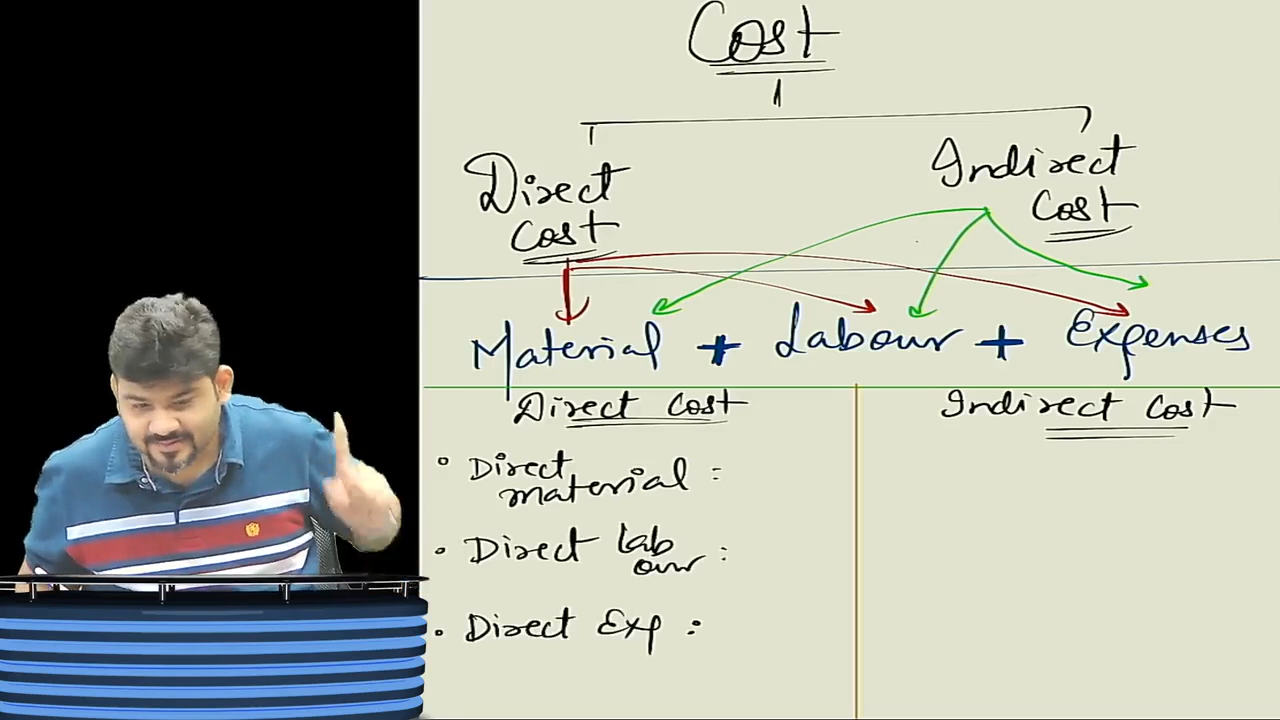 Cost
Direct
Cost
Indirect
Cost
Material + Labour + Expenses
Direct Cost
Indirect Cost
• Direct
material :
• Direct Lab
our :
• Direct Exp :